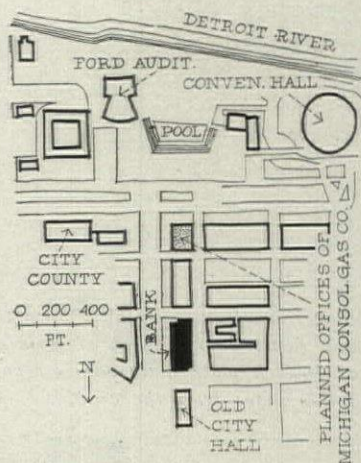 DETROIT RIVER
FORD AUDIT.
CONVEN. HALL
POOL
CITY
COUNTY
0 200 400
FT.
N
BANK
OLD
CITY
HALL
PLANNED OFFICES OF
MICHIGAN CONSOL. GAS CO.